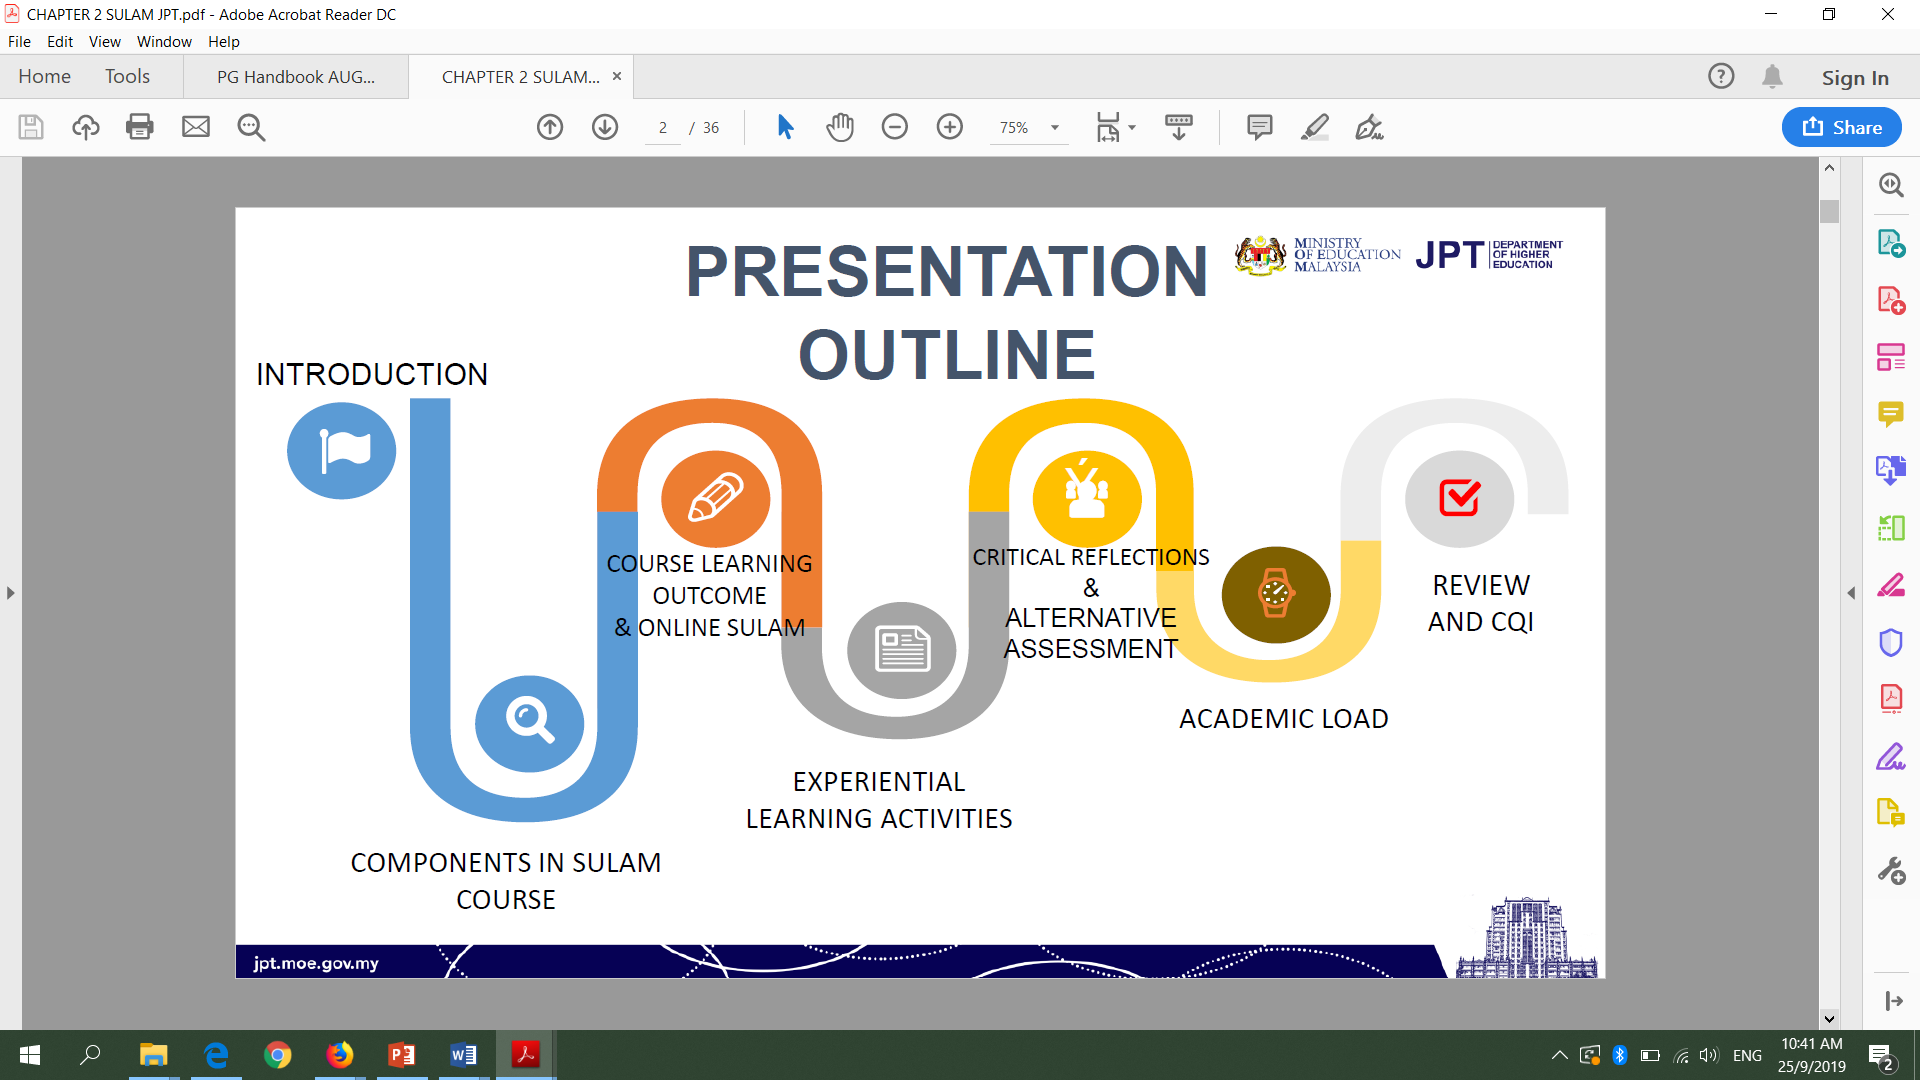 CHAPTER 2 SULAM JPT.pdf - Adobe Acrobat Reader DC
File Edit View Window Help
Home Tools PG Handbook AUG... CHAPTER 2 SULAM... × Sign In
2 / 36 75% Share
PRESENTATION
OUTLINE
MINISTRY
OF EDUCATION
MALAYSIA
JPT
DEPARTMENT
OF HIGHER
EDUCATION
INTRODUCTION
COMPONENTS IN SULAM
COURSE
COURSE LEARNING
OUTCOME
& ONLINE SULAM
EXPERIENTIAL
LEARNING ACTIVITIES
CRITICAL REFLECTIONS
&
ALTERNATIVE
ASSESSMENT
ACADEMIC LOAD
REVIEW
AND CQI
jpt.moe.gov.my
ENG
10:41 AM
25/9/2019
2